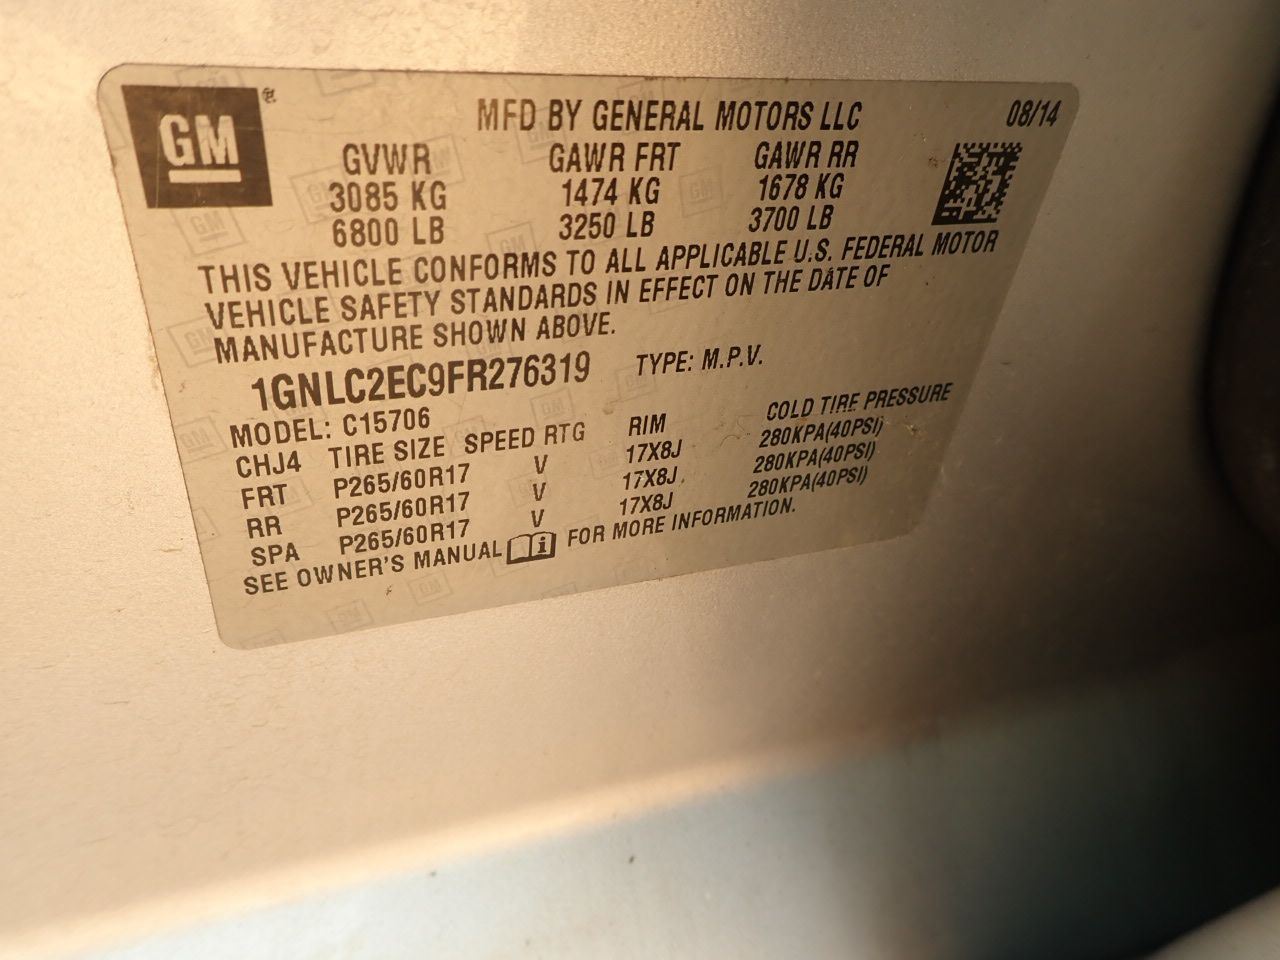 GM ®
MFD BY GENERAL MOTORS LLC 08/14
GVWR GAWR FRT GAWR RR
3085 KG 1474 KG 1678 KG
6800 LB 3250 LB 3700 LB
THIS VEHICLE CONFORMS TO ALL APPLICABLE U.S. FEDERAL MOTOR
VEHICLE SAFETY STANDARDS IN EFFECT ON THE DATE OF
MANUFACTURE SHOWN ABOVE.
1GNLC2EC9FR276319 TYPE: M.P.V.
MODEL: C15706
CHJ4 TIRE SIZE SPEED RTG RIM COLD TIRE PRESSURE
FRT P265/60R17 V 17X8J 280KPA(40PSI)
RR P265/60R17 V 17X8J 280KPA(40PSI)
SPA P265/60R17 V 17X8J 280KPA(40PSI)
SEE OWNER'S MANUAL i FOR MORE INFORMATION.